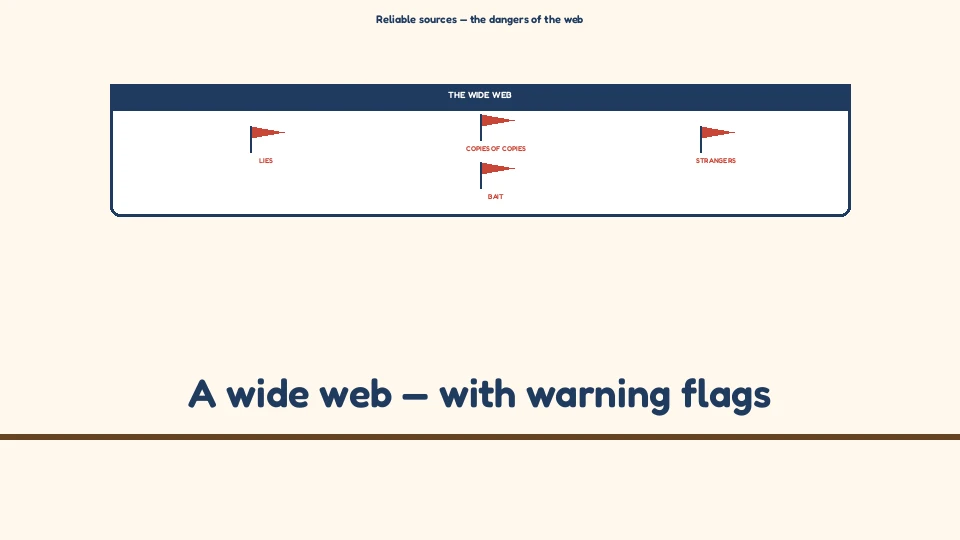 Reliable sources — the dangers of the web
THE WIDE WEB
COPIES OF COPIES
LIES
STRANGERS
BAIT
A wide web — with warning flags